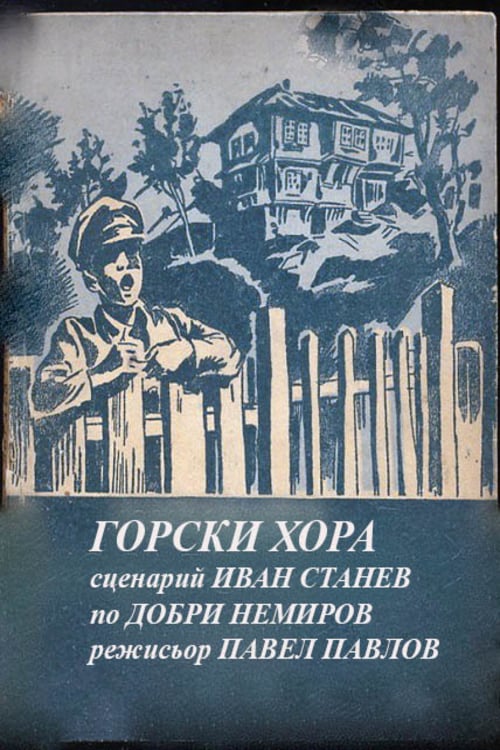 ГОРСКИ ХОРА
сценарий ИВАН СТАНЕВ
по ДОБРИ НЕМИРОВ
режисьор ПАВЕЛ ПАВЛОВ